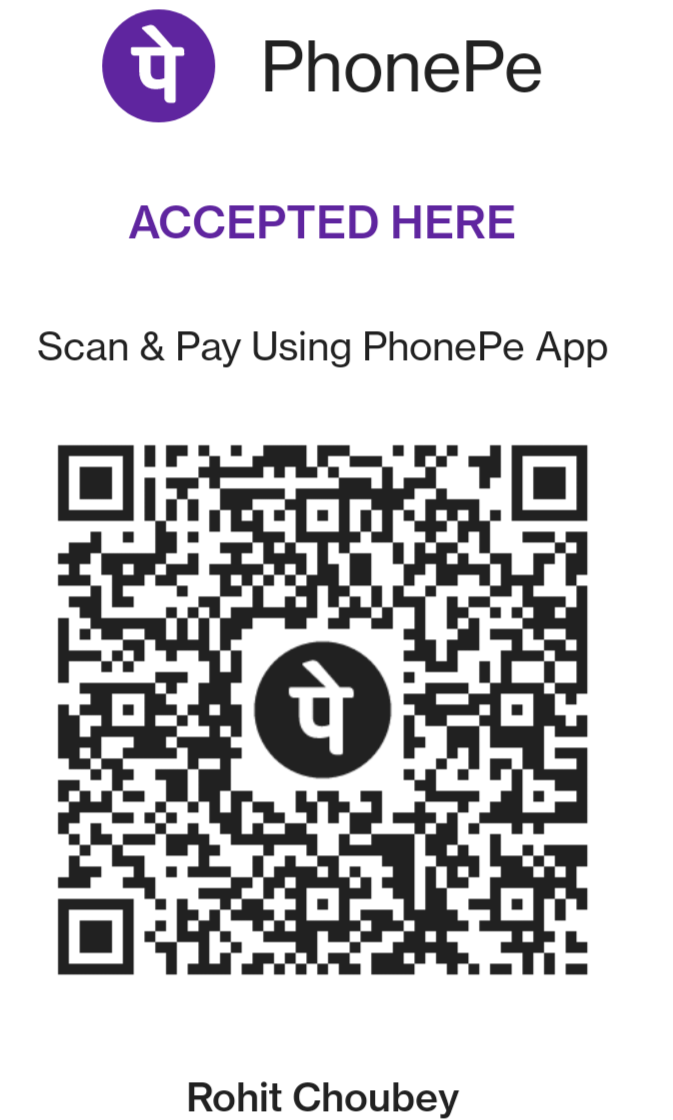 पे PhonePe
ACCEPTED HERE
Scan & Pay Using PhonePe App
पे
Rohit Choubey